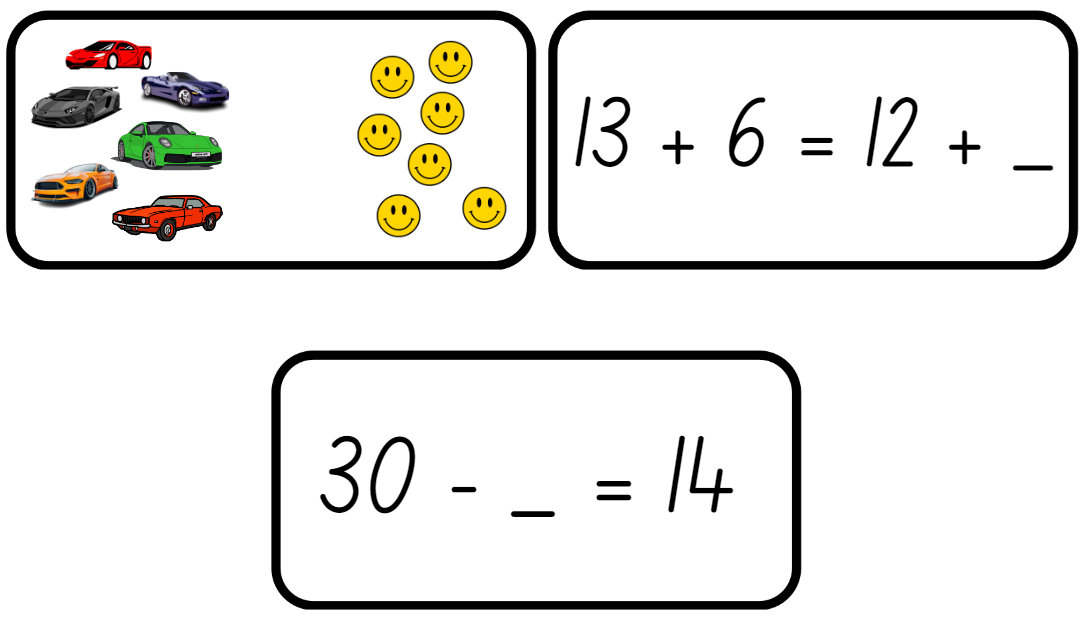 13 + 6 = 12 + _
30 - _ = 14